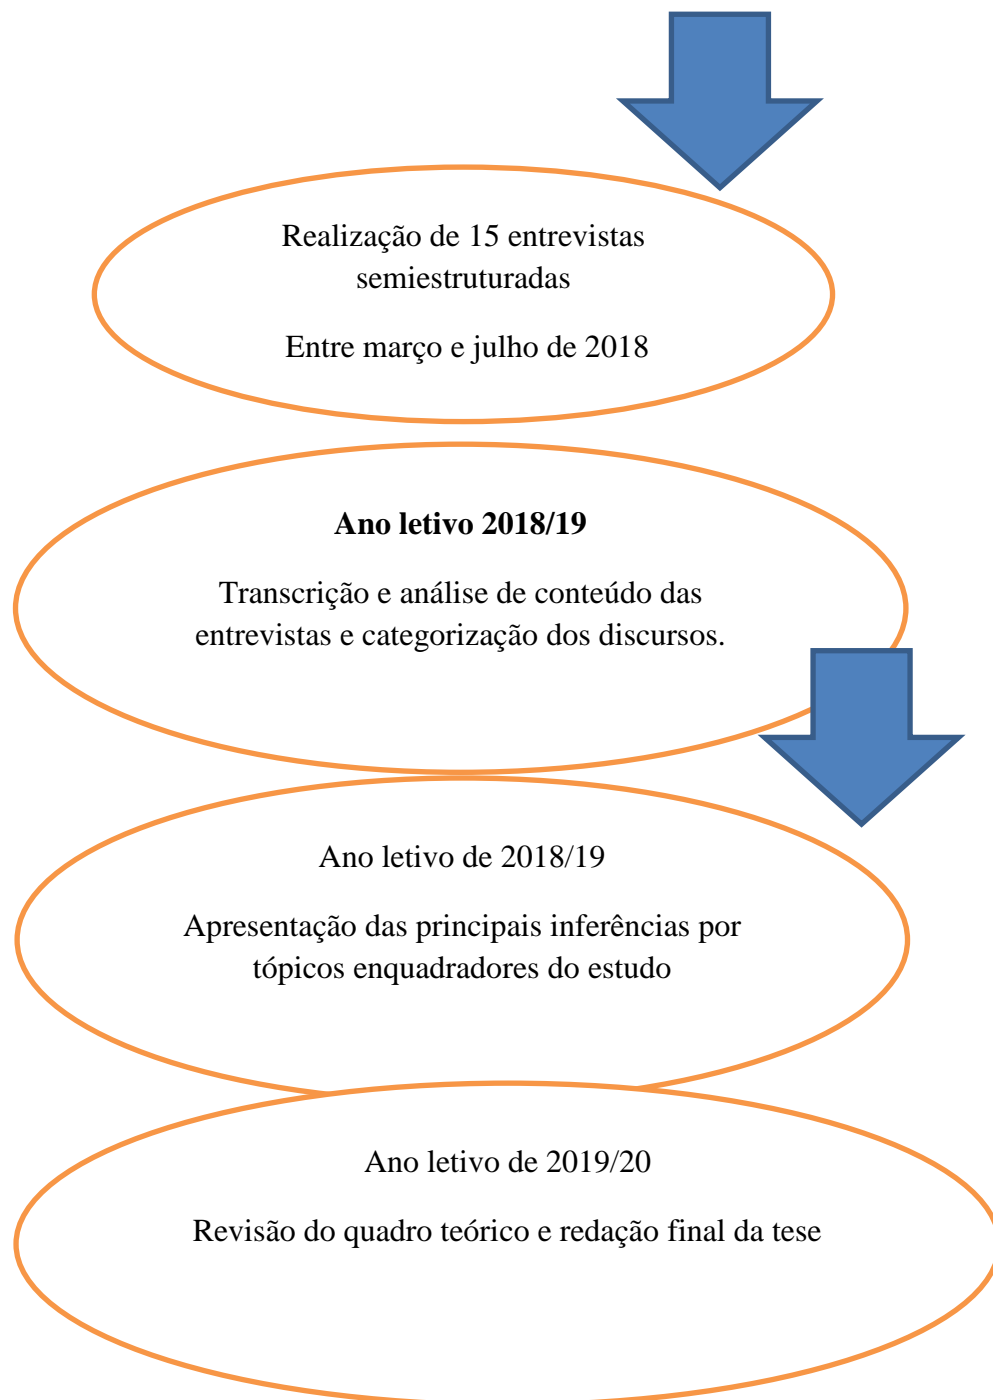 Realização de 15 entrevistas
semiestruturadas
Entre março e julho de 2018
Ano letivo 2018/19
Transcrição e análise de conteúdo das
entrevistas e categorização dos discursos.
Ano letivo de 2018/19
Apresentação das principais inferências por
tópicos enquadradores do estudo
Ano letivo de 2019/20
Revisão do quadro teórico e redação final da tese